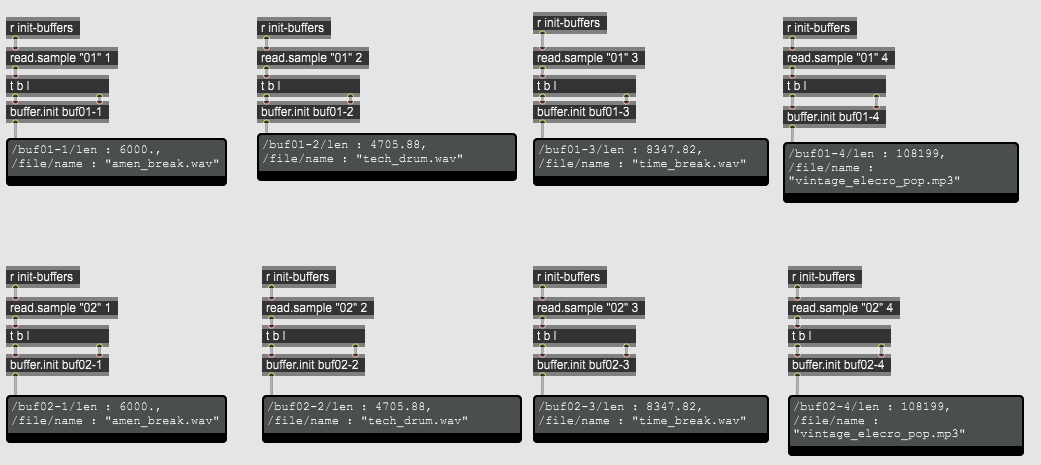 r init-buffers
read.sample "01" 1
t b l
buffer.init buf01-1
/buf01-1/len : 6000.,
/file/name : "amen_break.wav"
r init-buffers
read.sample "01" 2
t b l
buffer.init buf01-2
/buf01-2/len : 4705.88,
/file/name : "tech_drum.wav"
r init-buffers
read.sample "01" 3
t b l
buffer.init buf01-3
/buf01-3/len : 8347.82,
/file/name : "time_break.wav"
r init-buffers
read.sample "01" 4
t b l
buffer.init buf01-4
/buf01-4/len : 108199,
/file/name :
"vintage_elecro_pop.mp3"
r init-buffers
read.sample "02" 1
t b l
buffer.init buf02-1
/buf02-1/len : 6000.,
/file/name : "amen_break.wav"
r init-buffers
read.sample "02" 2
t b l
buffer.init buf02-2
/buf02-2/len : 4705.88,
/file/name : "tech_drum.wav"
r init-buffers
read.sample "02" 3
t b l
buffer.init buf02-3
/buf02-3/len : 8347.82,
/file/name : "time_break.wav"
r init-buffers
read.sample "02" 4
t b l
buffer.init buf02-4
/buf02-4/len : 108199,
/file/name :
"vintage_elecro_pop.mp3"